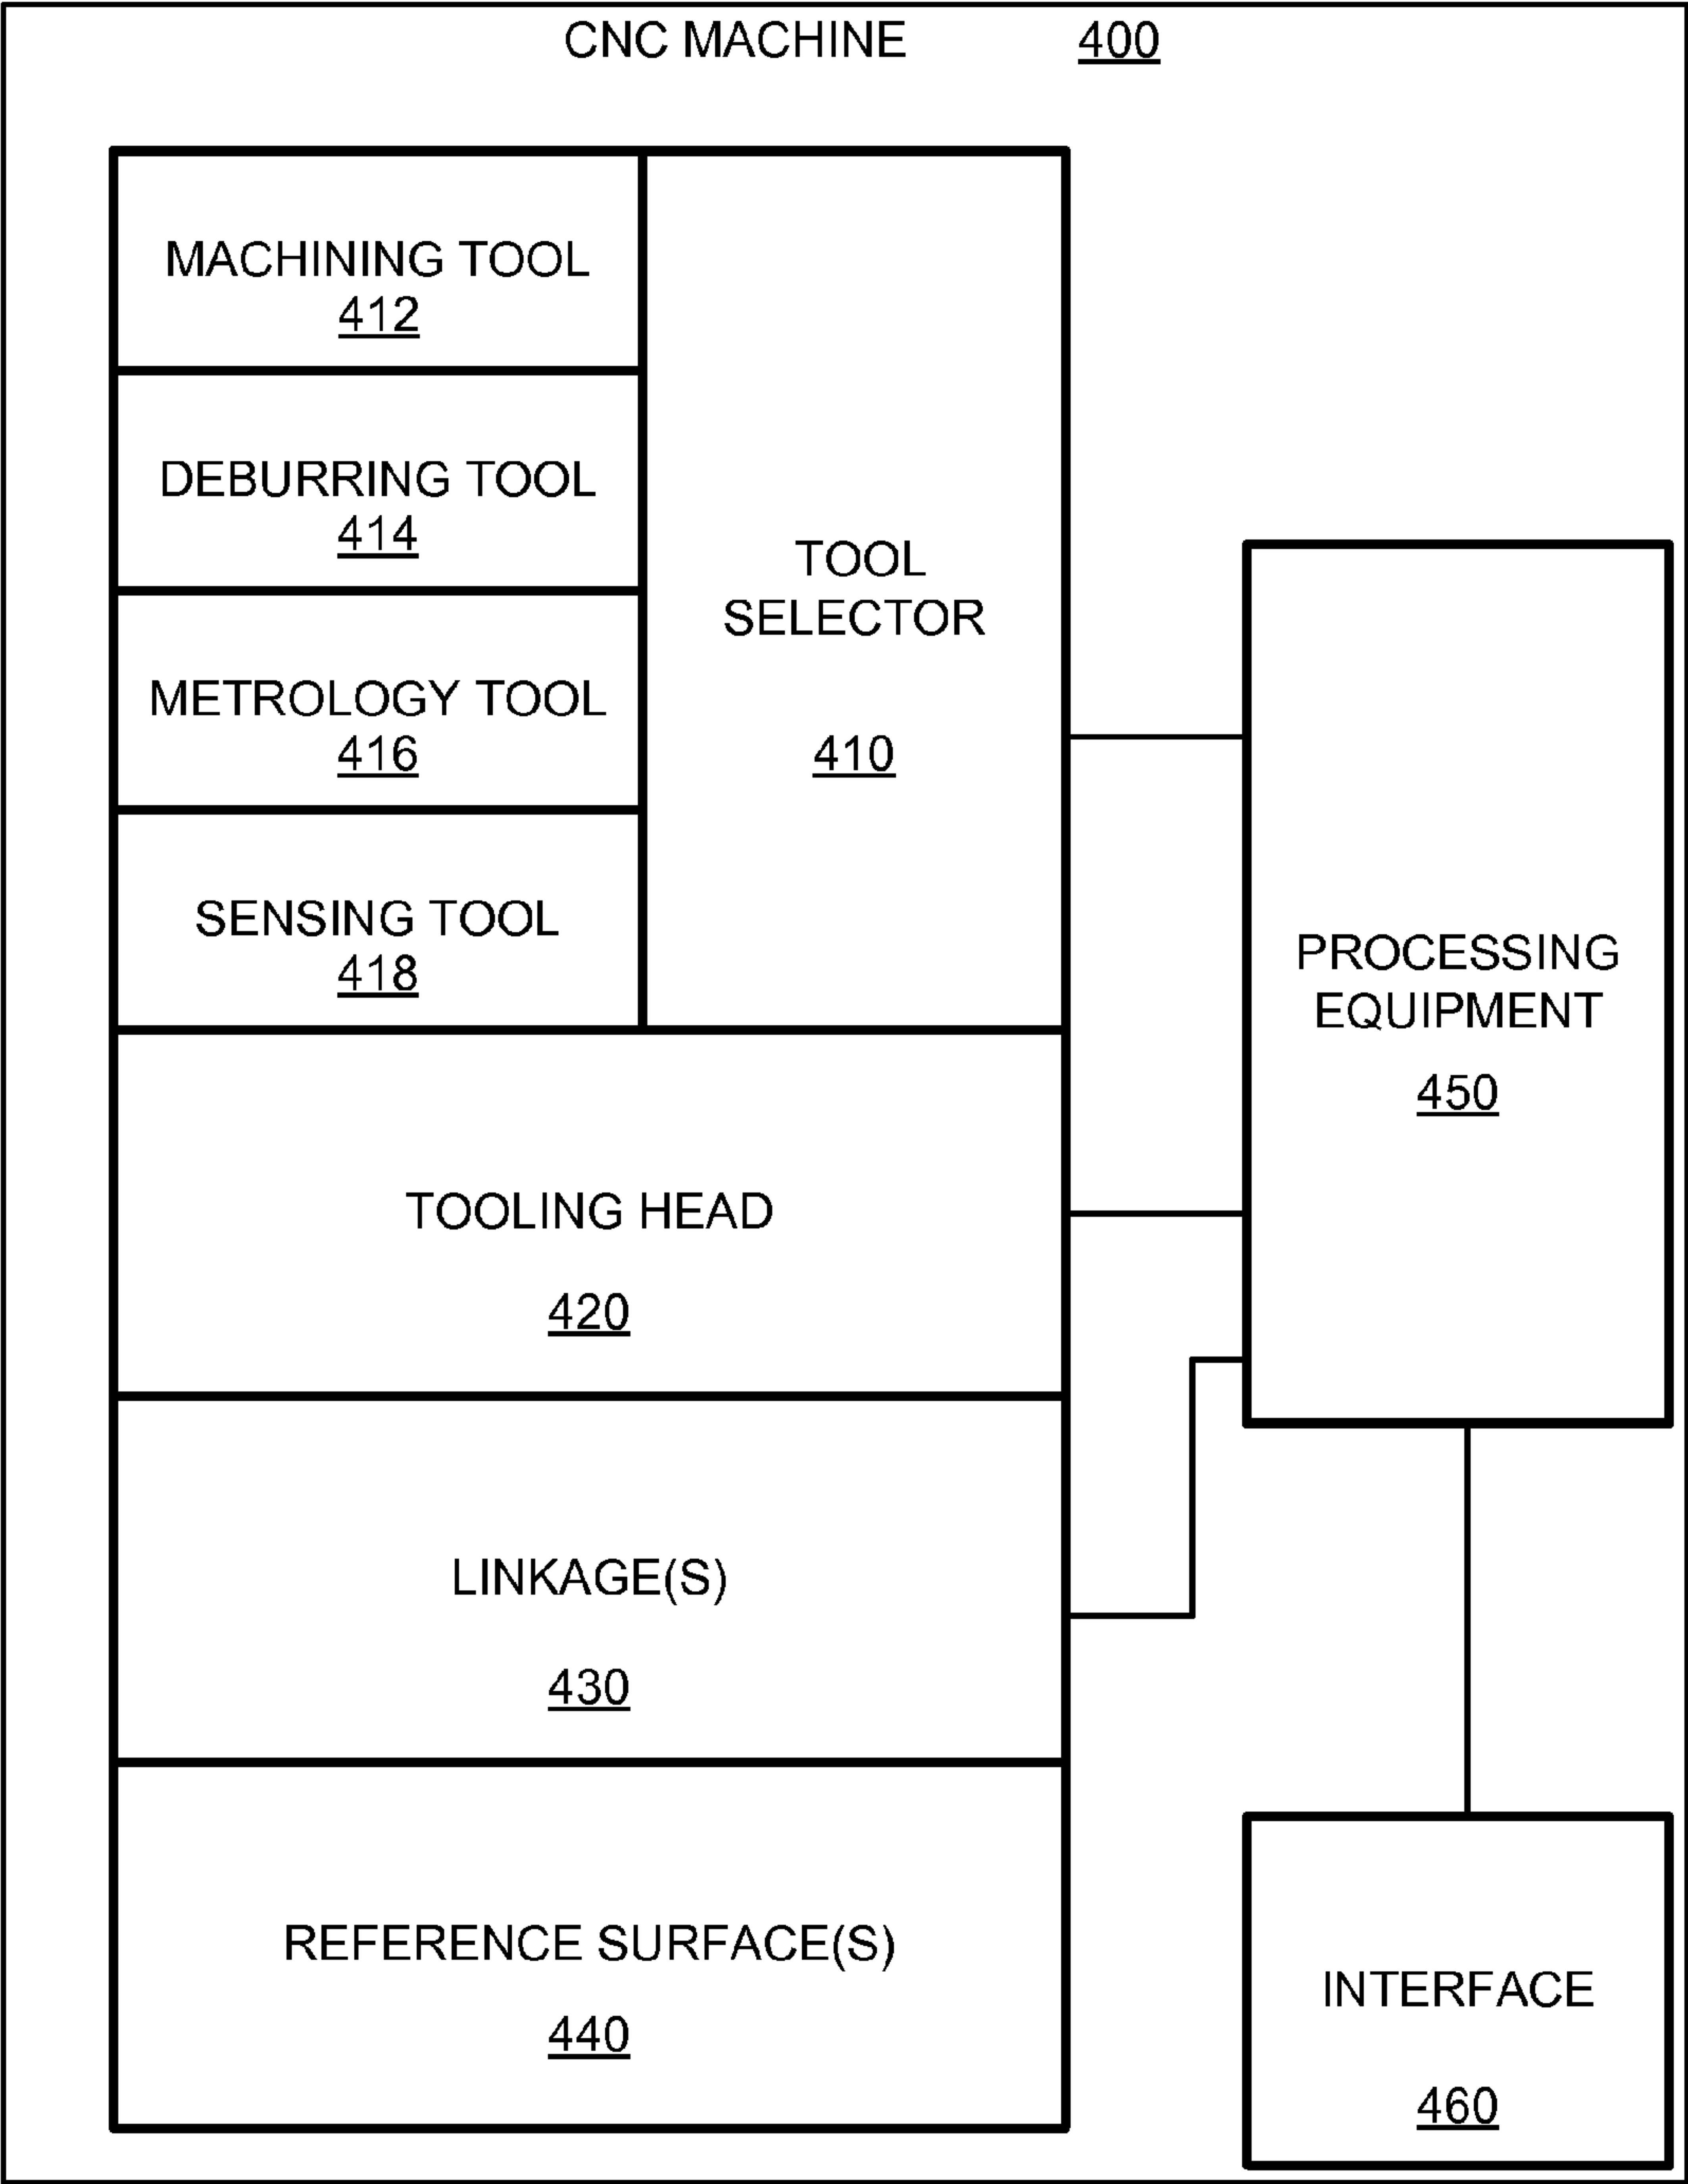 CNC MACHINE 400
MACHINING TOOL
412
DEBURRING TOOL
414
METROLOGY TOOL
416
SENSING TOOL
418
TOOL
SELECTOR
410
TOOLING HEAD
420
LINKAGE(S)
430
REFERENCE SURFACE(S)
440
PROCESSING
EQUIPMENT
450
INTERFACE
460